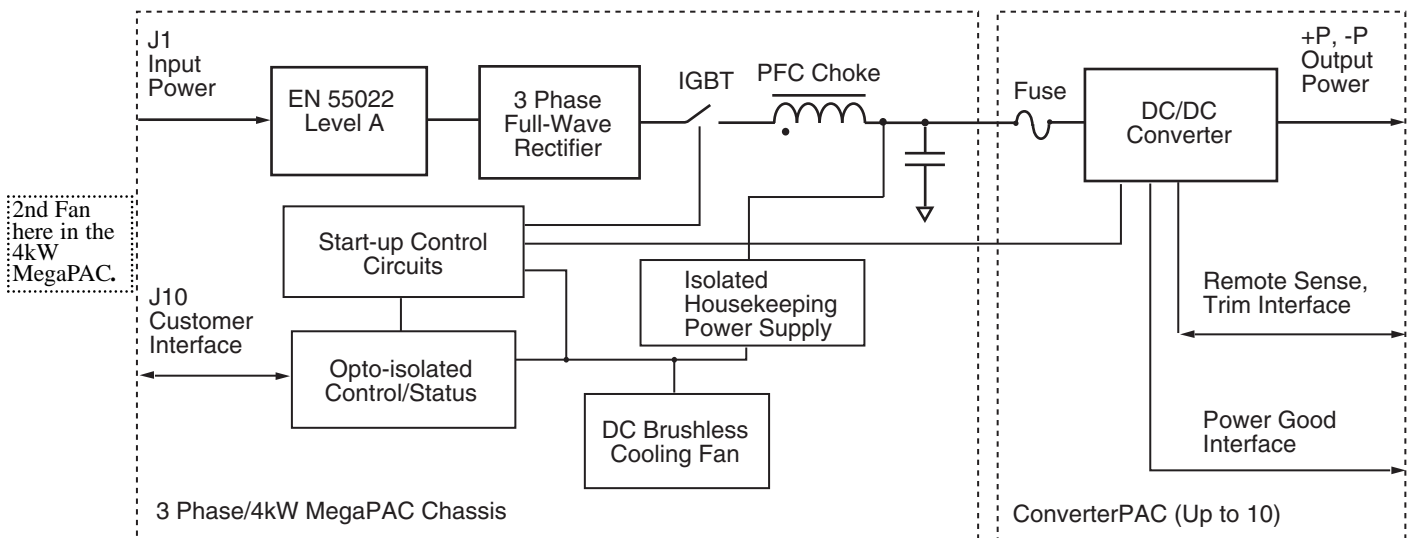 J1
Input
Power
EN 55022
Level A
3 Phase
Full-Wave
Rectifier
IGBT
PFC Choke
Fuse
DC/DC
Converter
+P, -P
Output
Power
2nd Fan
here in the
4kW
MegaPAC.
Start-up Control
Circuits
Isolated
Housekeeping
Power Supply
Remote Sense,
Trim Interface
J10
Customer
Interface
Opto-isolated
Control/Status
DC Brushless
Cooling Fan
Power Good
Interface
3 Phase/4kW MegaPAC Chassis
ConverterPAC (Up to 10)